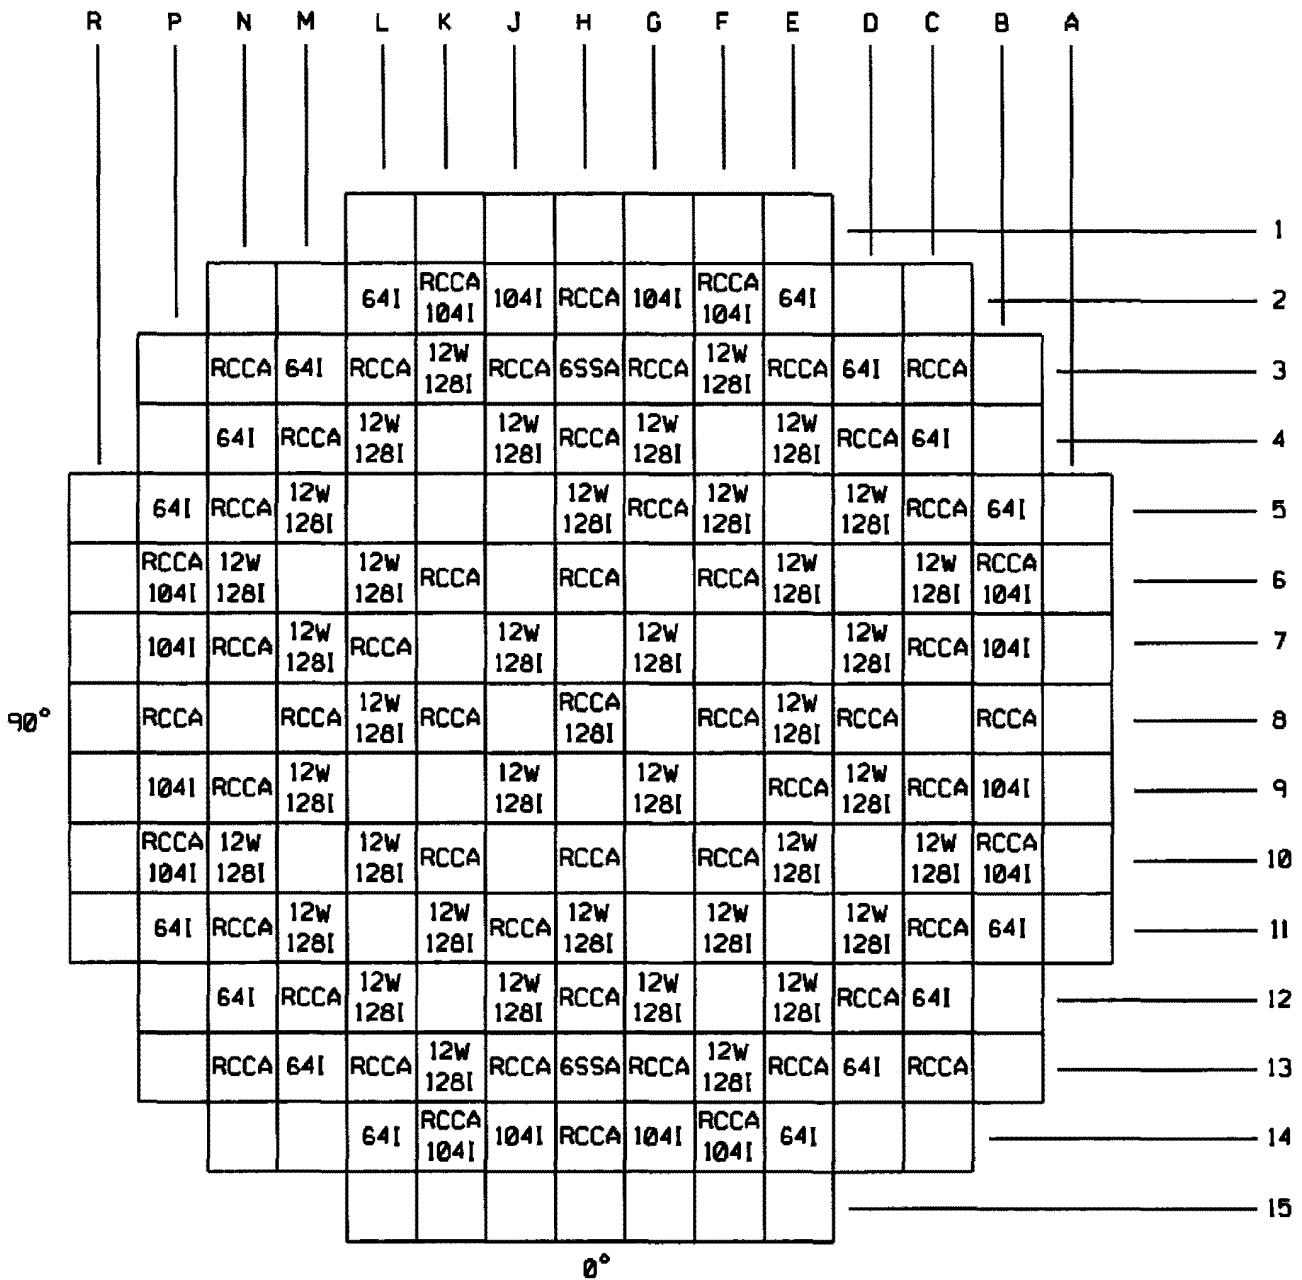 R P N M L K J H G F E D C B A
1
64I RCCA 104I 104I RCCA 104I RCCA 104I 64I 2
RCCA 64I RCCA 12W 128I RCCA 6SSA RCCA 12W 128I RCCA 64I RCCA 3
64I RCCA 12W 128I 12W 128I RCCA 12W 128I 12W 128I RCCA 64I 4
64I RCCA 12W 128I 12W 128I RCCA 12W 128I 12W 128I RCCA 64I 5
RCCA 104I 12W 128I 12W 128I RCCA RCCA RCCA 12W 128I 12W 128I RCCA 104I 6
104I RCCA 12W 128I RCCA 12W 128I 12W 128I 12W 128I RCCA 104I 7
90° RCCA RCCA 12W 128I RCCA RCCA 128I RCCA 12W 128I RCCA RCCA 8
104I RCCA 12W 128I 12W 128I 12W 128I RCCA 12W 128I RCCA 104I 9
RCCA 104I 12W 128I 12W 128I RCCA RCCA RCCA 12W 128I 12W 128I RCCA 104I 10
64I RCCA 12W 128I 12W 128I RCCA 12W 128I 12W 128I 12W 128I RCCA 64I 11
64I RCCA 12W 128I 12W 128I RCCA 12W 128I 12W 128I RCCA 64I 12
RCCA 64I RCCA 12W 128I RCCA 6SSA RCCA 12W 128I RCCA 64I RCCA 13
64I RCCA 104I 104I RCCA 104I RCCA 104I 64I 14
15
0°